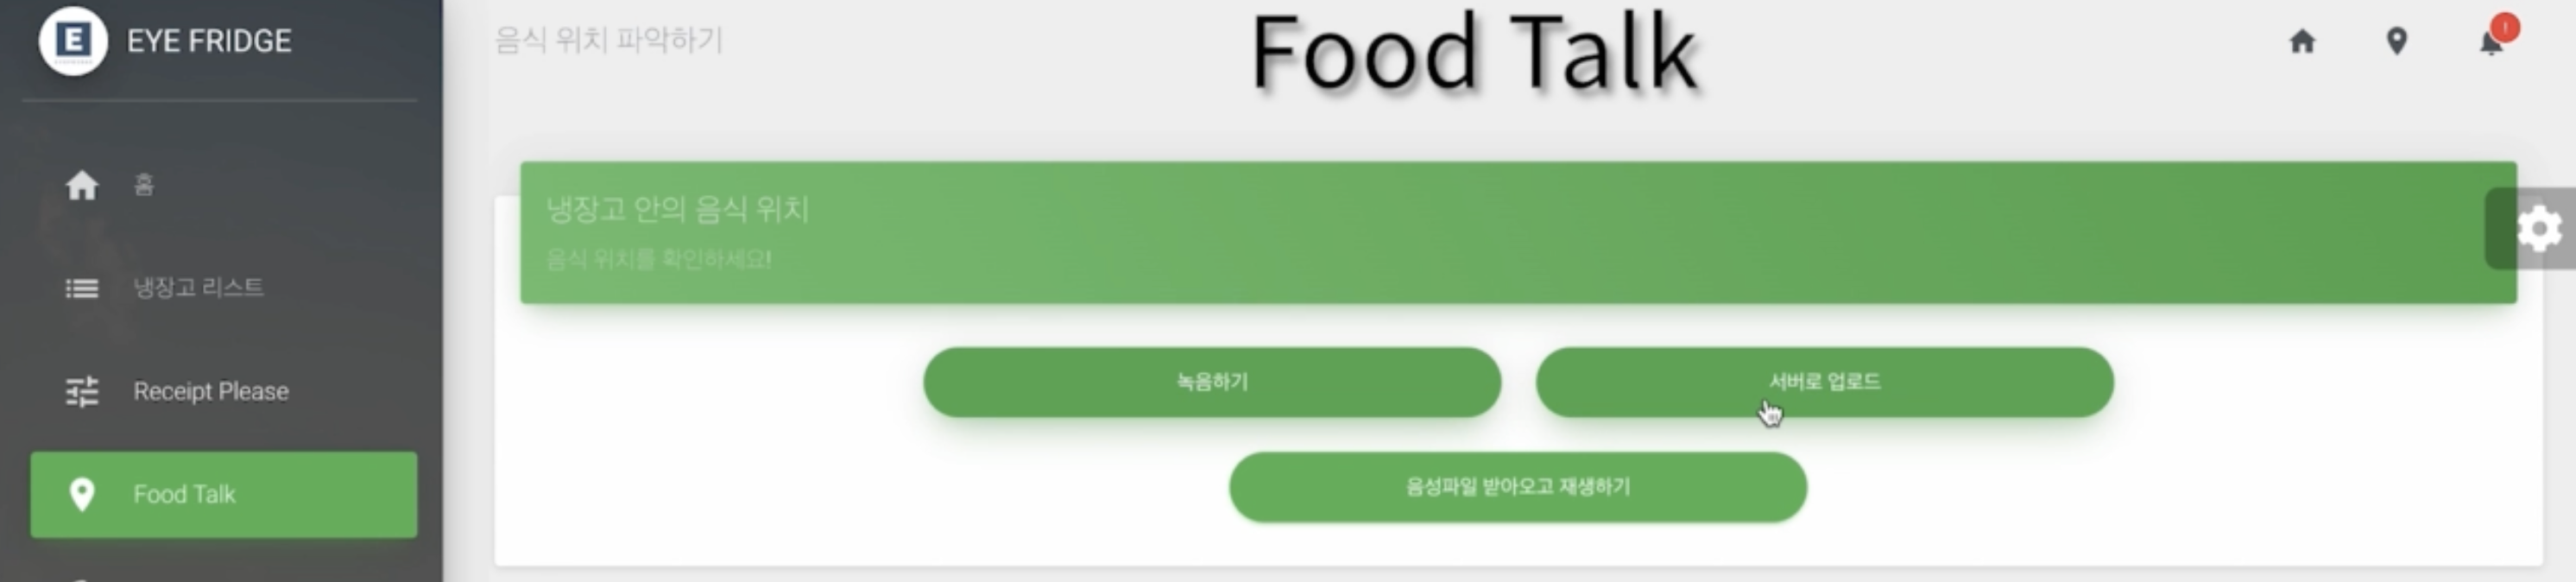 EYE FRIDGE
음식 위치 파악하기
Food Talk
홈
냉장고 리스트
Receipt Please
Food Talk
냉장고 안의 음식 위치
음식 위치를 확인하세요!
녹음하기
서버로 업로드
음성파일 받아오고 재생하기